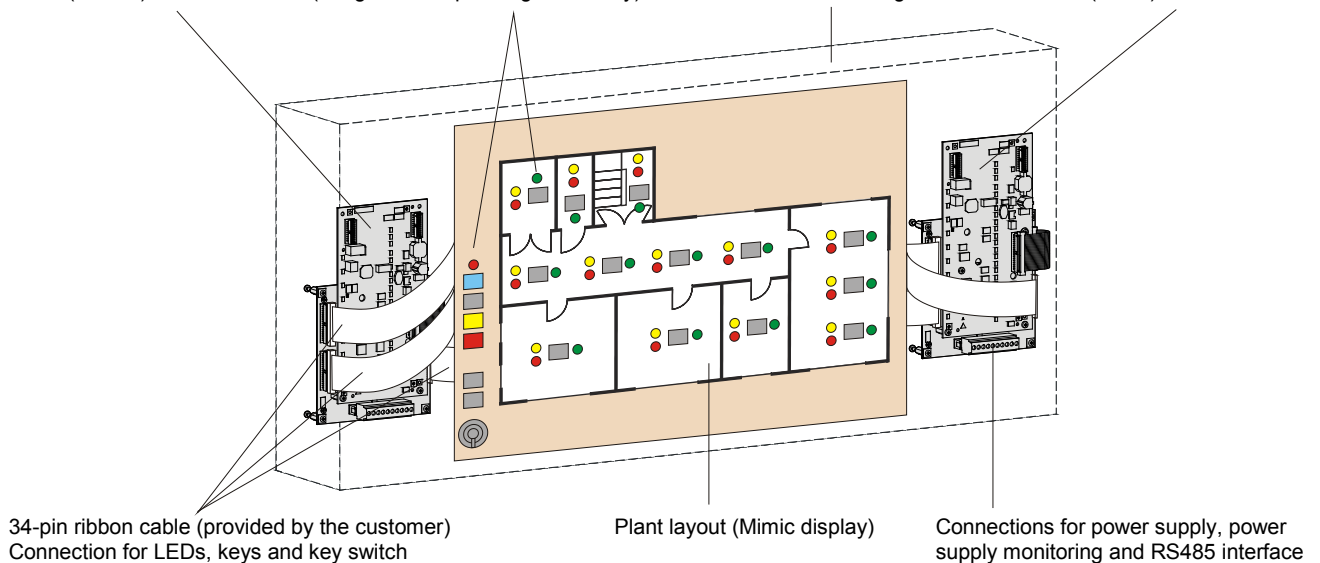 34-pin ribbon cable (provided by the customer)
Connection for LEDs, keys and key switch
Plant layout (Mimic display)
Connections for power supply, power
supply monitoring and RS485 interface